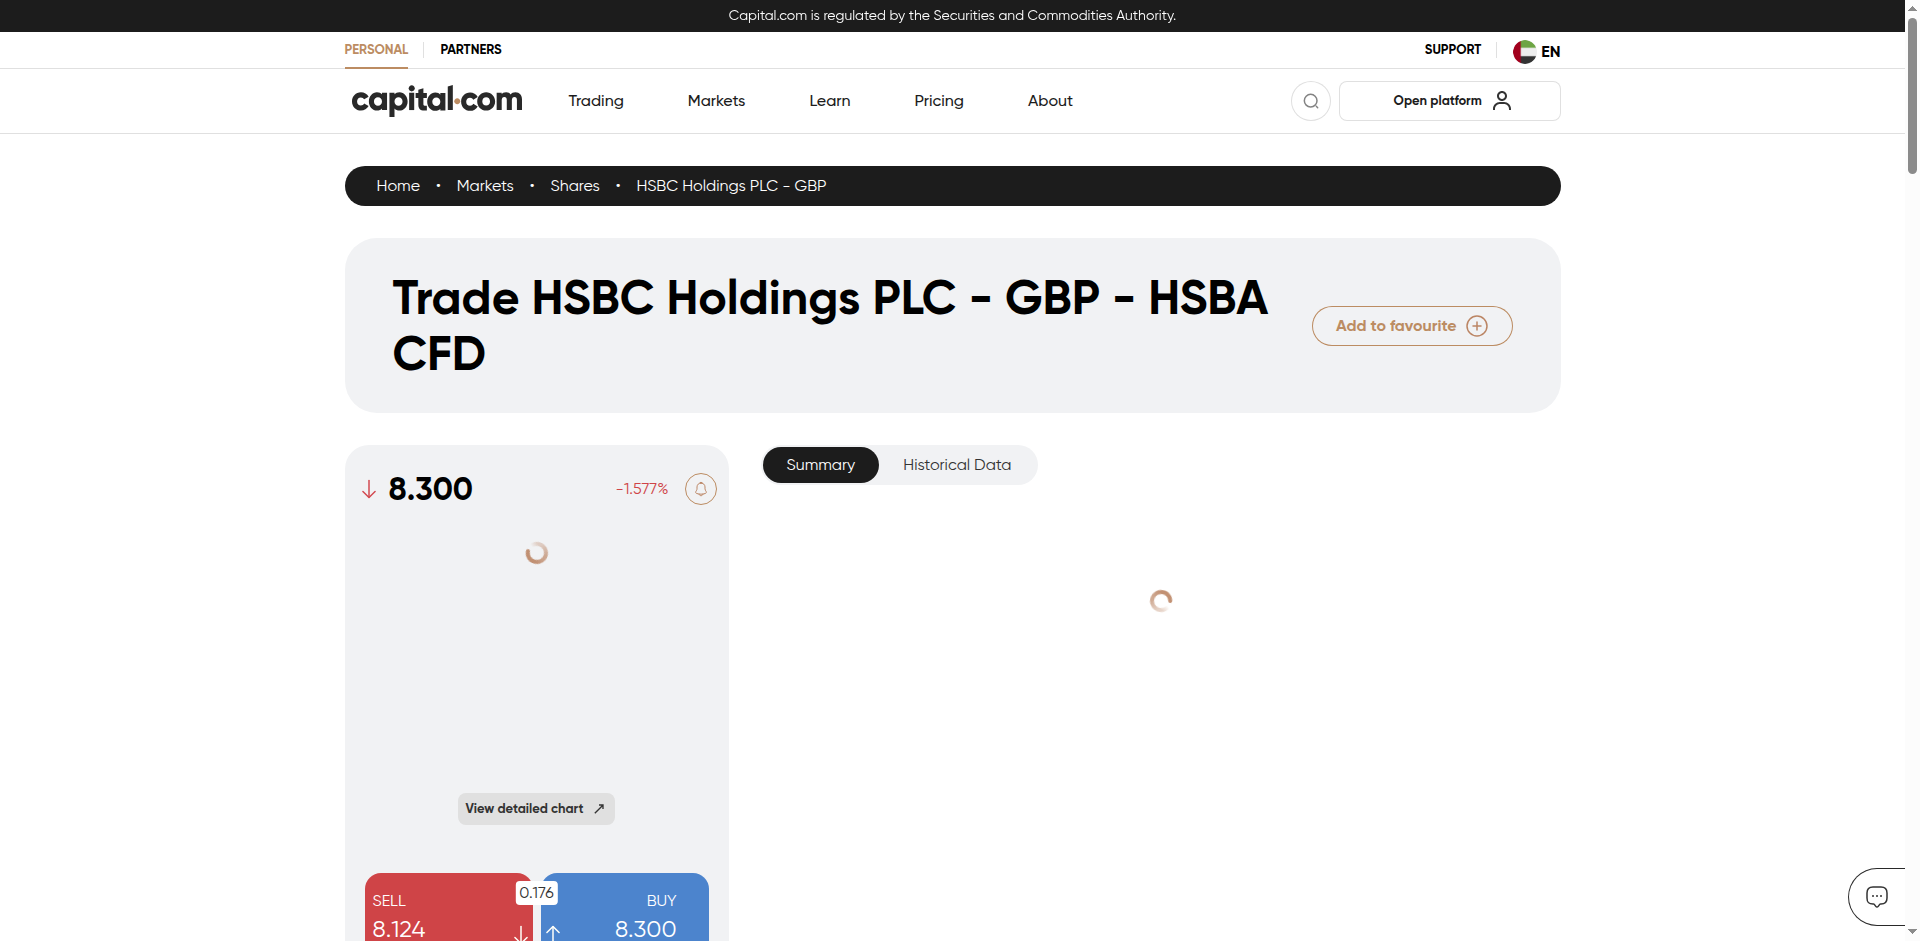 Capital.com is regulated by the Securities and Commodities Authority.
PERSONAL
PARTNERS
SUPPORT
EN
capital.com
Trading
Markets
Learn
Pricing
About
Open platform
Home • Markets • Shares • HSBC Holdings PLC - GBP
Trade HSBC Holdings PLC - GBP - HSBA
CFD
Add to favourite
8.300
-1.577%
Summary
Historical Data
View detailed chart
SELL
8.124
0.176
BUY
8.300